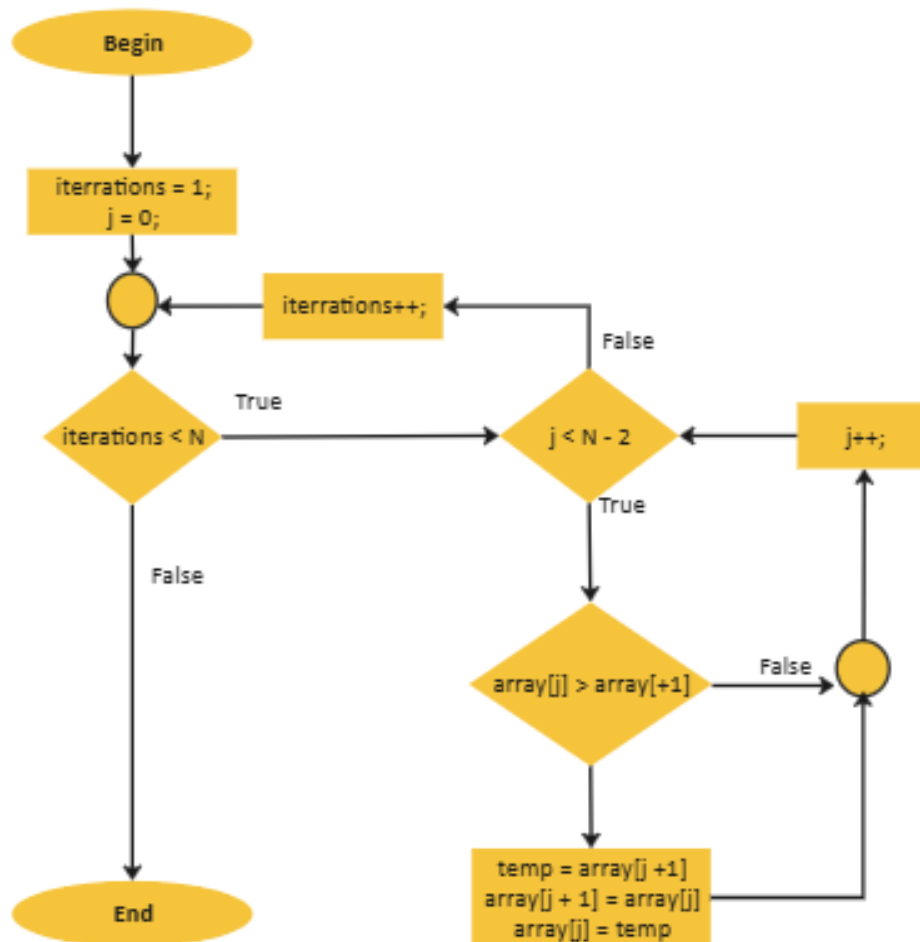 Begin
iterrations = 1;
j = 0;
iterrations++;
False
True
iterations < N
j < N - 2
j++;
True
False
False
array[j] > array[+1]
temp = array[j +1]
array[j + 1] = array[j]
array[j] = temp
End